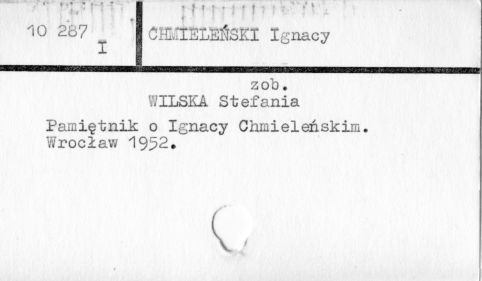 10 287
I
CHMIELEŃSKI Ignacy
zob.
WILSKA Stefania
Pamiętnik o Ignacy Chmieleńskim.
Wrocław 1952.